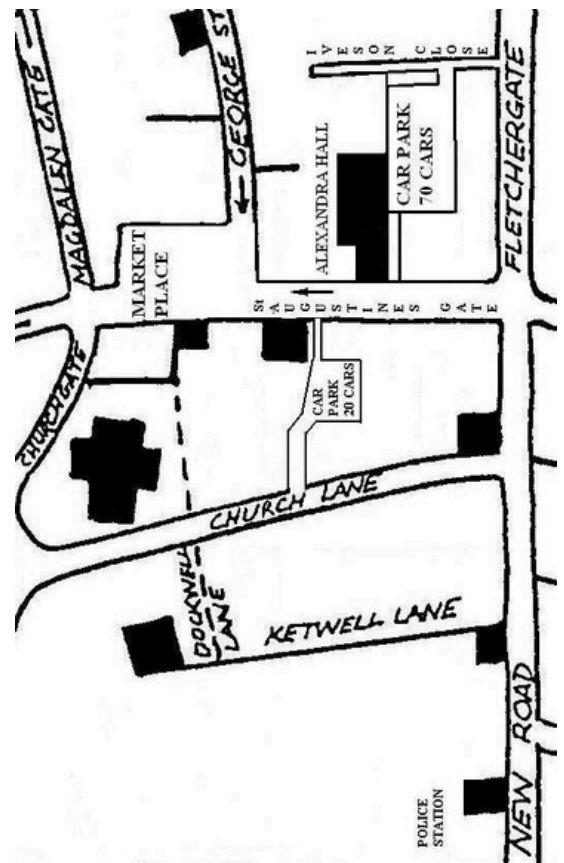 IVESON CLOSE
MAGDALEN GATE
GEORGE ST
FLETCHERGATE
ALEXANDRA HALL
CAR PARK
70 CARS
MARKET
PLACE
St AUGUSTINES GATE
CHURCHGATE
CAR
PARK
20 CARS
CHURCH LANE
DOCKWELL
LANE
KETWELL LANE
NEW ROAD
POLICE
STATION